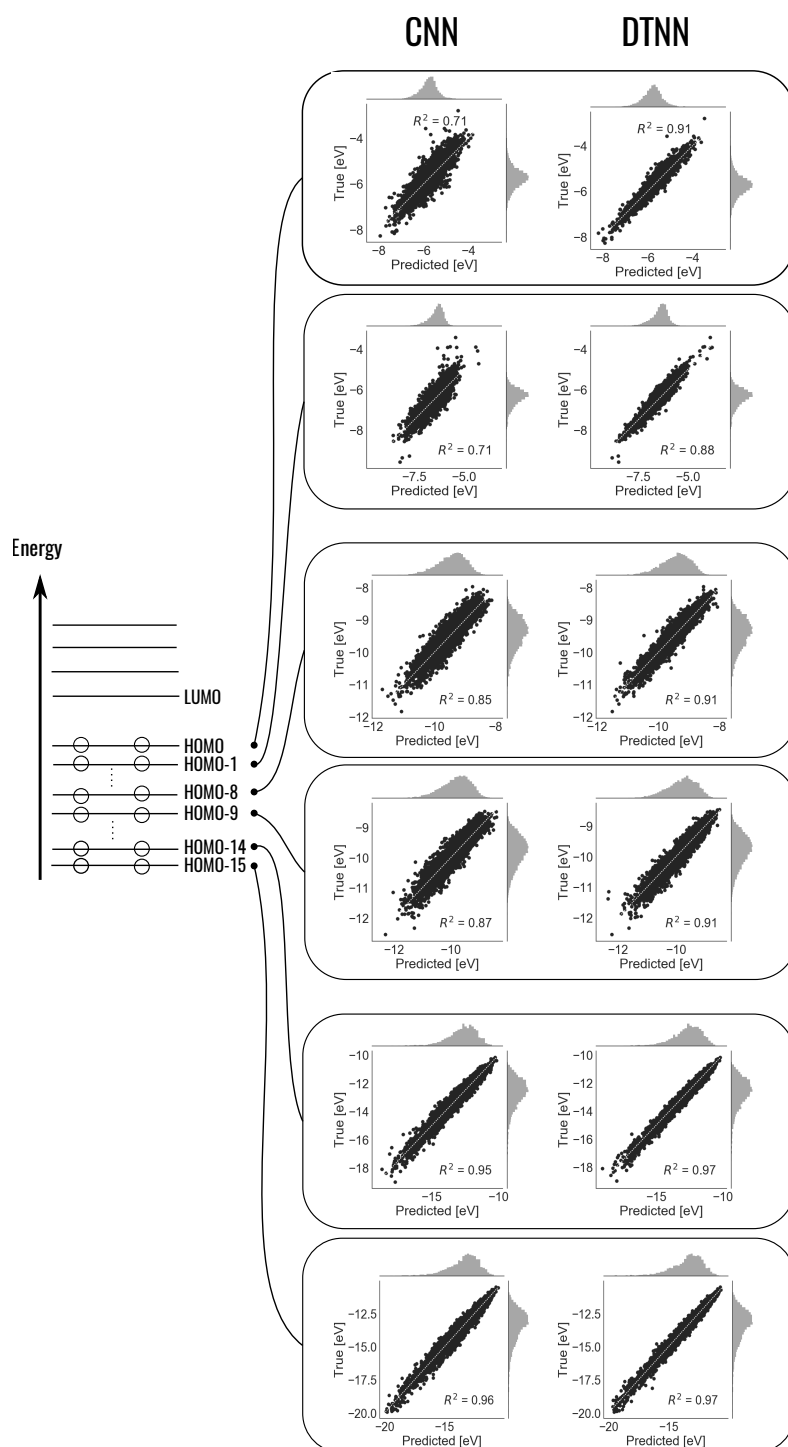 CNN DTNN
R² = 0.71
−4
−6
−8
True [eV]
−8 −6 −4
Predicted [eV]
R² = 0.91
−4
−6
−8
True [eV]
−8 −6 −4
Predicted [eV]
−4
−6
−8
True [eV]
R² = 0.71
−7.5 −5.0
Predicted [eV]
−4
−6
−8
True [eV]
R² = 0.88
−7.5 −5.0
Predicted [eV]
Energy
LUMO
HOMO
HOMO-1
HOMO-8
HOMO-9
HOMO-14
HOMO-15
−8
−9
−10
−11
−12
True [eV]
R² = 0.85
−12 −10 −8
Predicted [eV]
−8
−9
−10
−11
−12
True [eV]
R² = 0.91
−12 −10 −8
Predicted [eV]
−9
−10
−11
−12
True [eV]
R² = 0.87
−12 −10
Predicted [eV]
−9
−10
−11
−12
True [eV]
R² = 0.91
−12 −10
Predicted [eV]
−10
−12
−14
−16
−18
True [eV]
R² = 0.95
−15 −10
Predicted [eV]
−10
−12
−14
−16
−18
True [eV]
R² = 0.97
−15 −10
Predicted [eV]
−12.5
−15.0
−17.5
−20.0
True [eV]
R² = 0.96
−20 −15
Predicted [eV]
−12.5
−15.0
−17.5
−20.0
True [eV]
R² = 0.97
−20 −15
Predicted [eV]